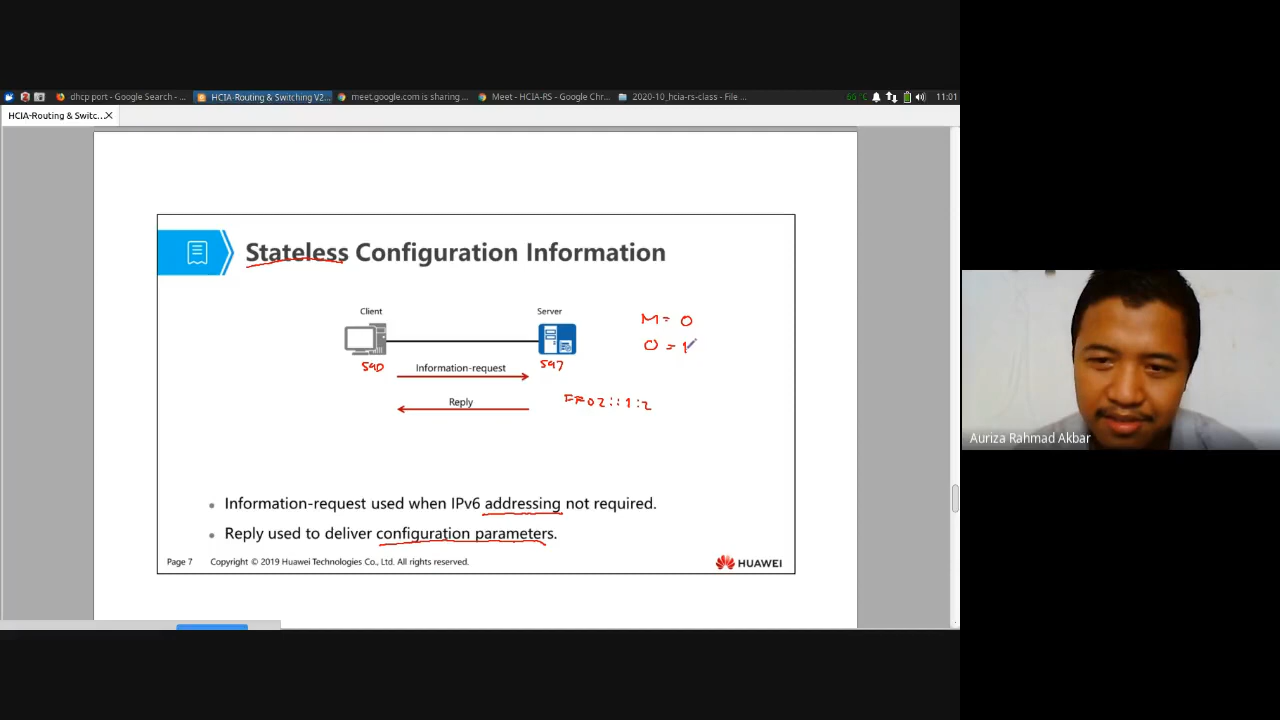 dhcp port - Google Search - ...
HCIA-Routing & Switching V2...
meet.google.com is sharing ...
Meet - HCIA-RS - Google Chr...
2020-10_hcia-rs-class - File ...
66°C
11:01
HCIA-Routing & Switc...
Stateless Configuration Information
Client
Server
M = 0
O = 1
540
547
Information-request
Reply
FF02::1:2
Information-request used when IPv6 addressing not required.
Reply used to deliver configuration parameters.
Page 7
Copyright © 2019 Huawei Technologies Co., Ltd. All rights reserved.
HUAWEI
Auriza Rahmad Akbar